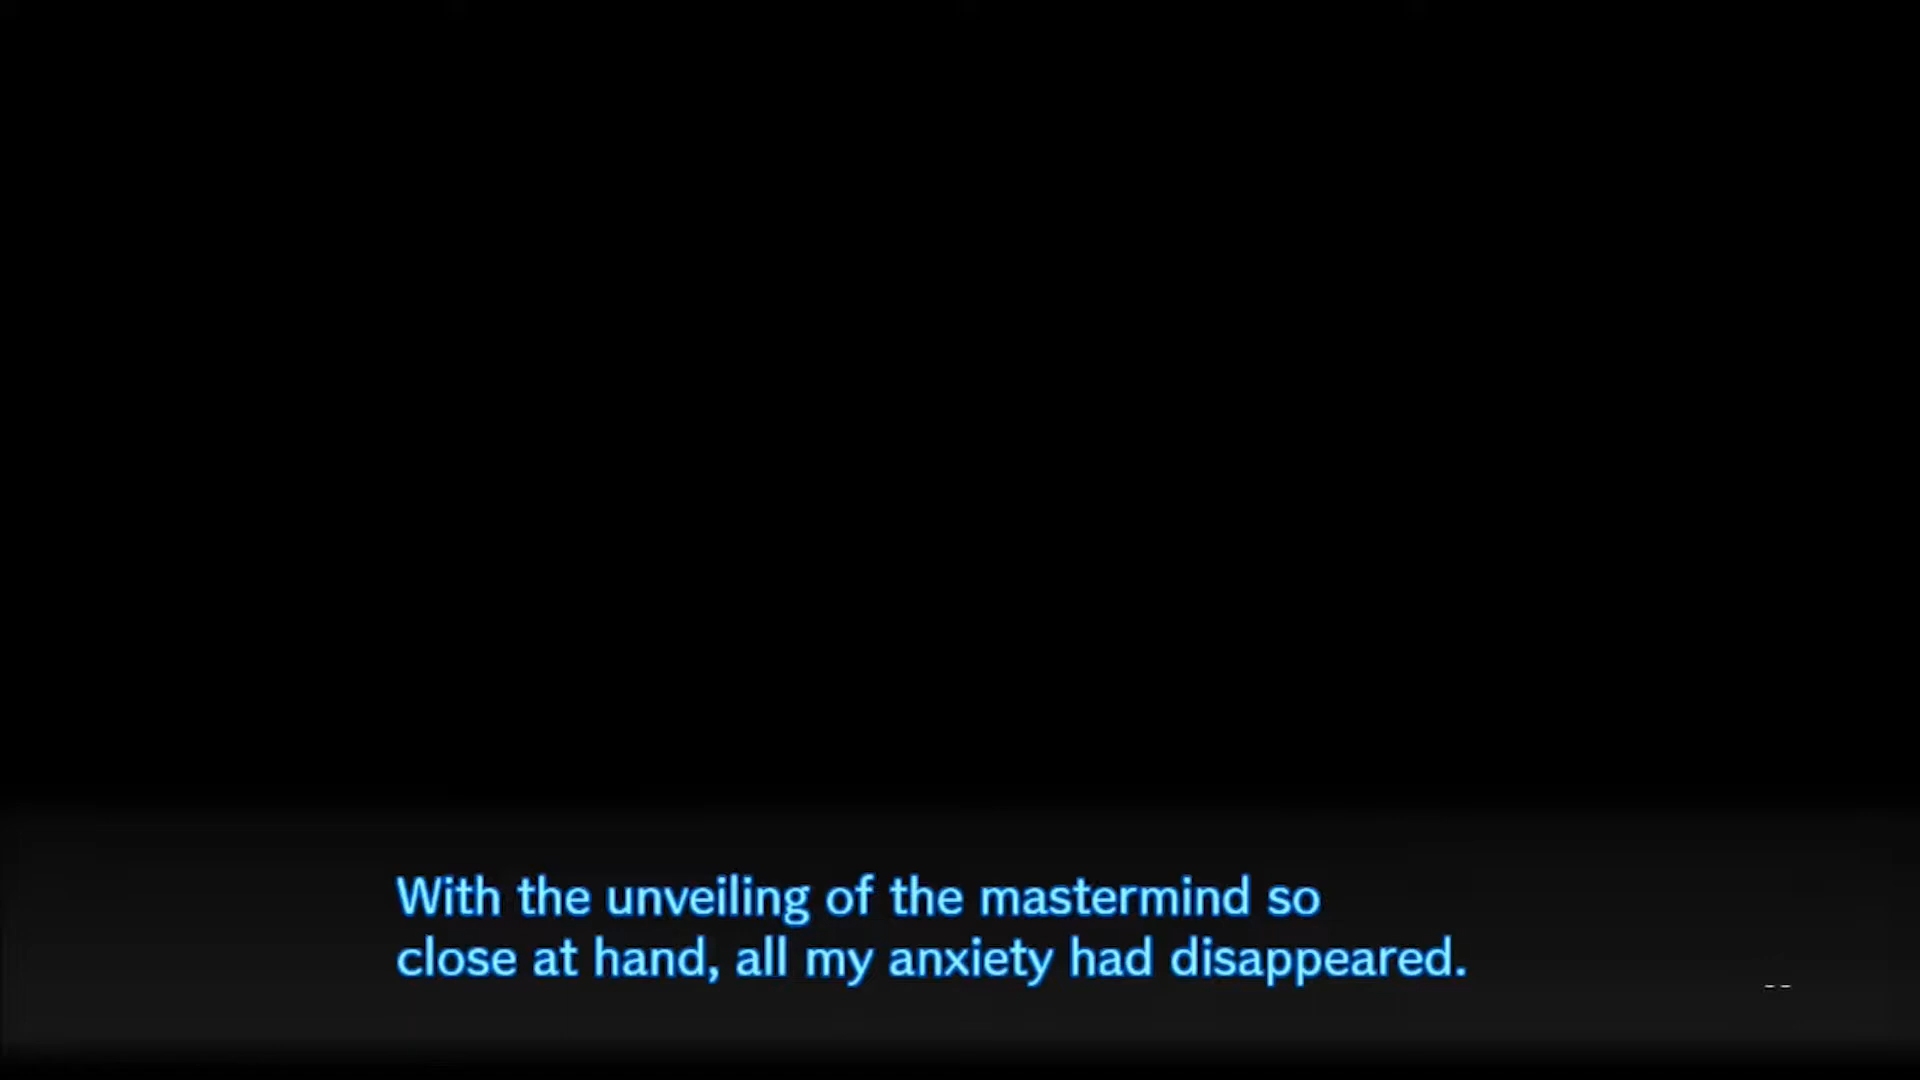 With the unveiling of the mastermind so
close at hand, all my anxiety had disappeared.